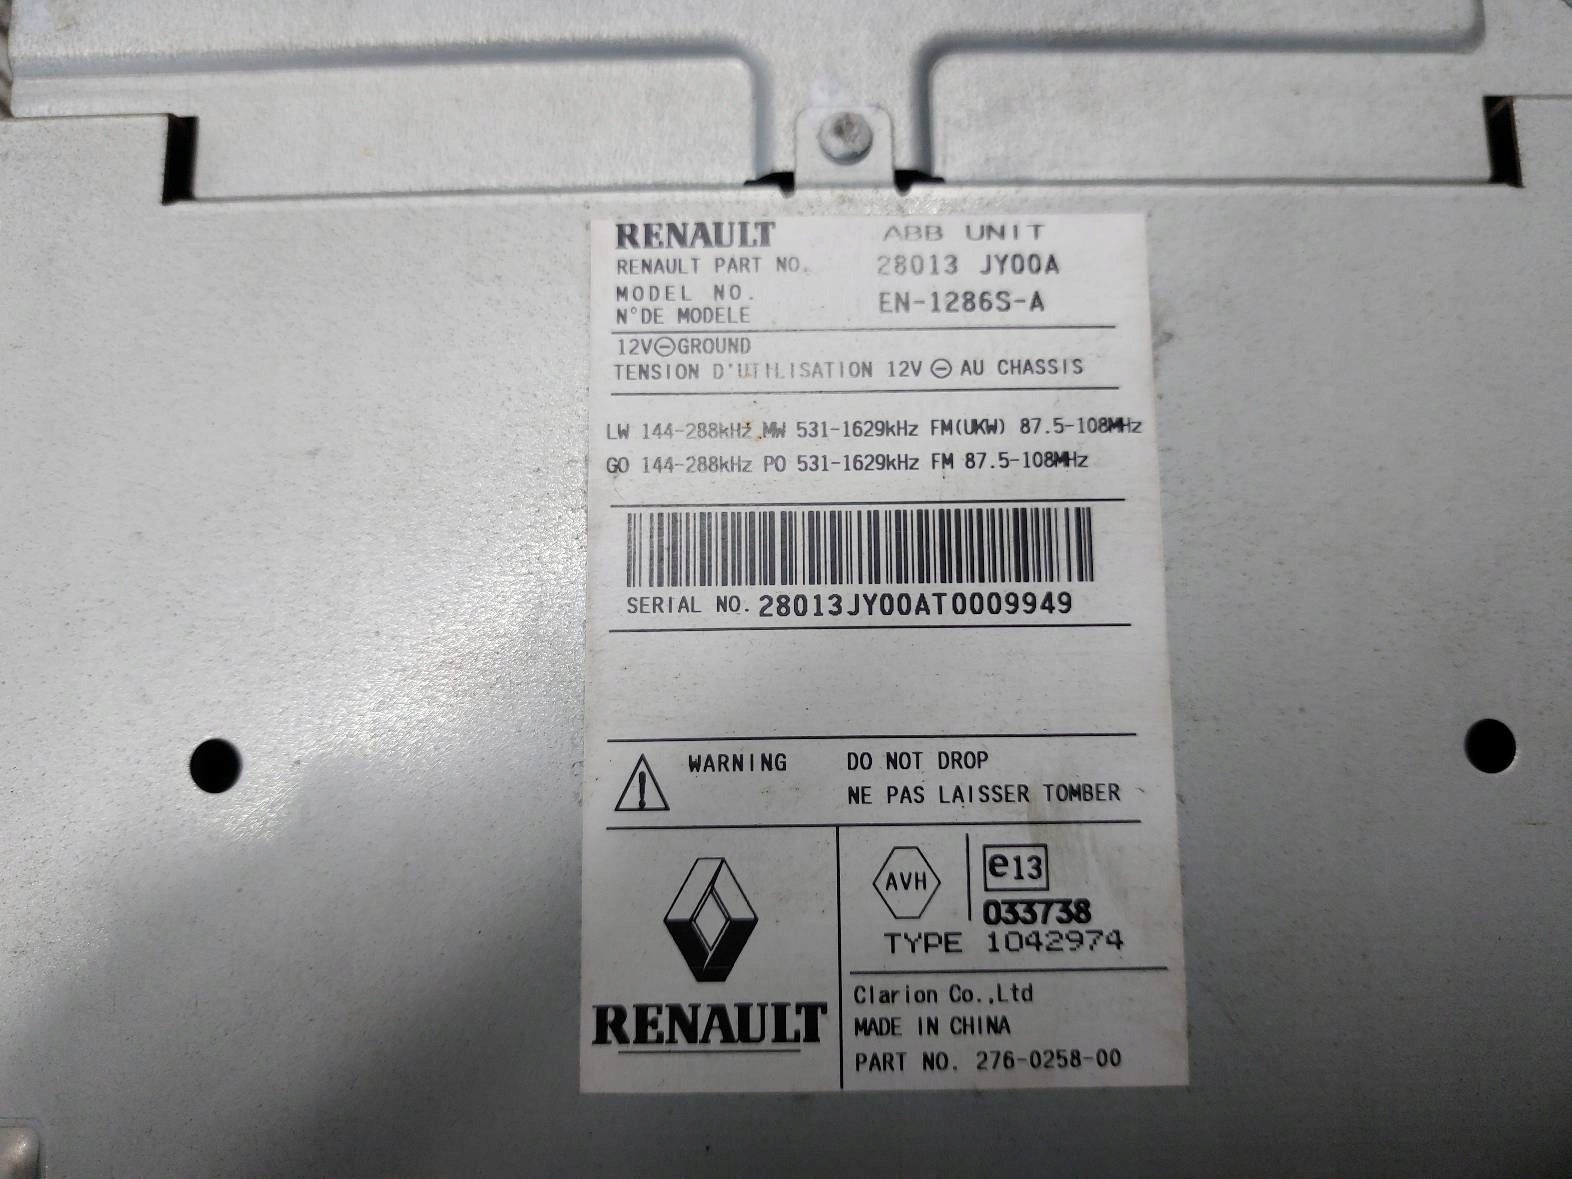 RENAULT ABB UNIT
RENAULT PART NO. 28013 JY00A
MODEL NO.
N°DE MODELE EN-1286S-A
12V⊖GROUND
TENSION D'UTILISATION 12V ⊖ AU CHASSIS
LW 144-288kHz MW 531-1629kHz FM(UKW) 87.5-108MHz
GO 144-288kHz PO 531-1629kHz FM 87.5-108MHz
SERIAL NO. 28013JY00AT0009949
! WARNING DO NOT DROP
NE PAS LAISSER TOMBER
AVH e13
033738
TYPE 1042974
RENAULT
Clarion Co.,Ltd
MADE IN CHINA
PART NO. 276-0258-00